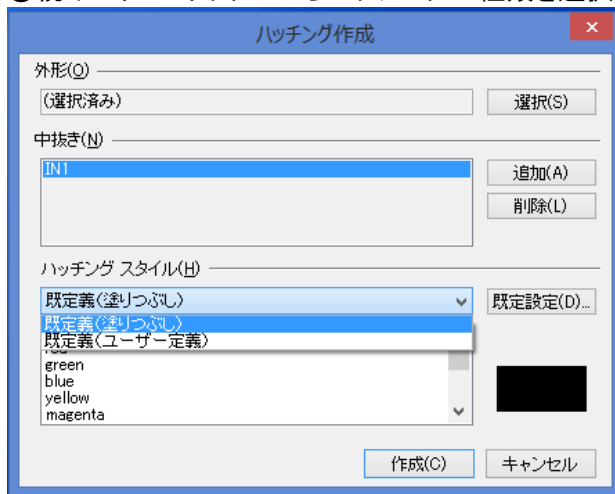 ハッチング作成
外形(O)
(選択済み)
選択(S)
中抜き(N)
IN1
追加(A)
削除(L)
ハッチング スタイル(H)
既定義(塗りつぶし)
既定設定(D)...
既定義(塗りつぶし)
既定義(ユーザー定義)
green
blue
yellow
magenta
作成(C)
キャンセル